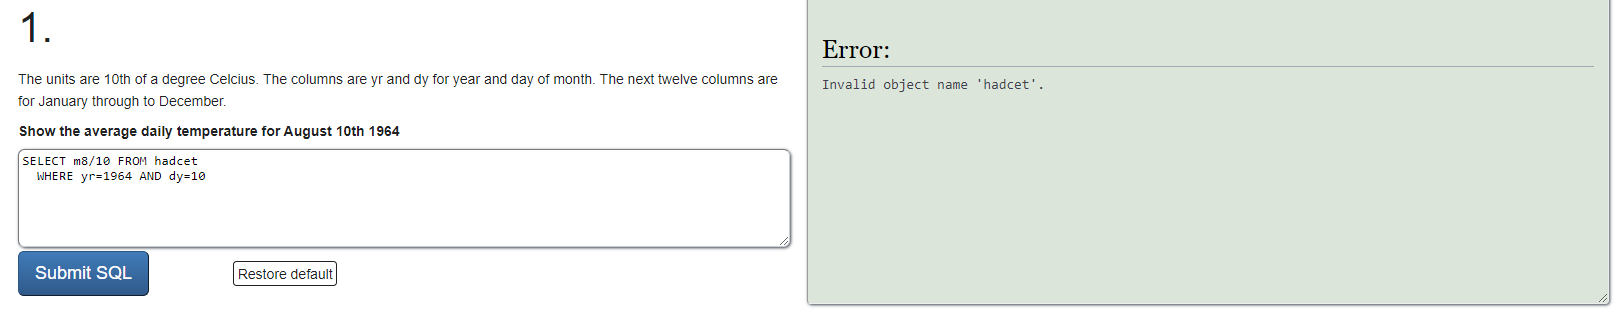 1.
The units are 10th of a degree Celcius. The columns are yr and dy for year and day of month. The next twelve columns are
for January through to December.
Show the average daily temperature for August 10th 1964
SELECT m8/10 FROM hadcet
  WHERE yr=1964 AND dy=10
Submit SQL
Restore default
Error:
Invalid object name 'hadcet'.